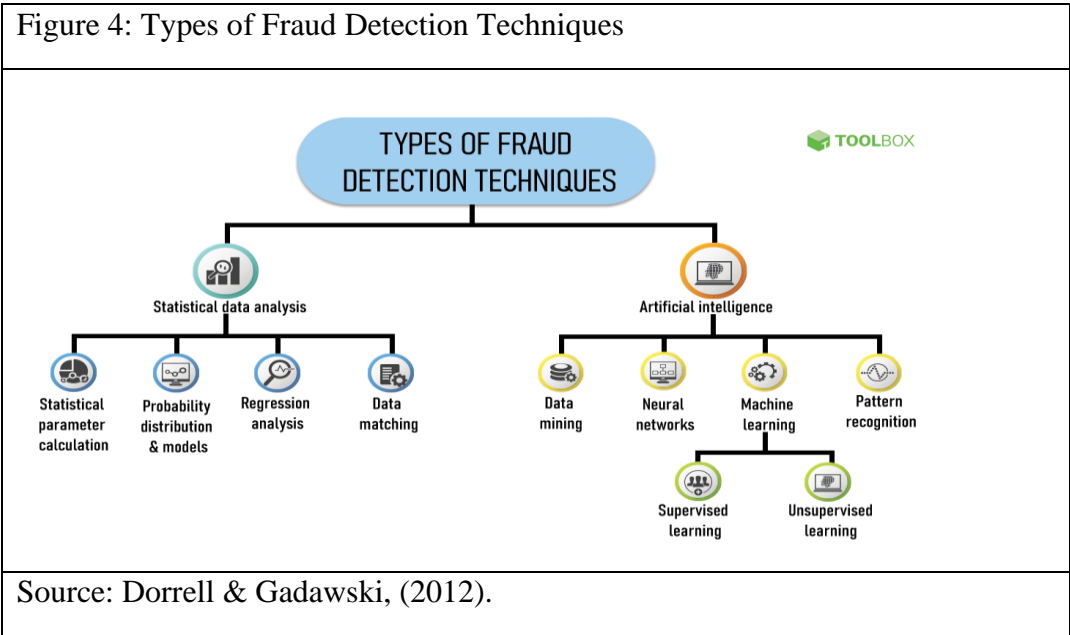 Figure 4: Types of Fraud Detection Techniques
TYPES OF FRAUD
DETECTION TECHNIQUES
TOOLBOX
Statistical data analysis
Artificial intelligence
Statistical
parameter
calculation
Probability
distribution
& models
Regression
analysis
Data
matching
Data
mining
Neural
networks
Machine
learning
Pattern
recognition
Supervised
learning
Unsupervised
learning
Source: Dorrell & Gadawski, (2012).